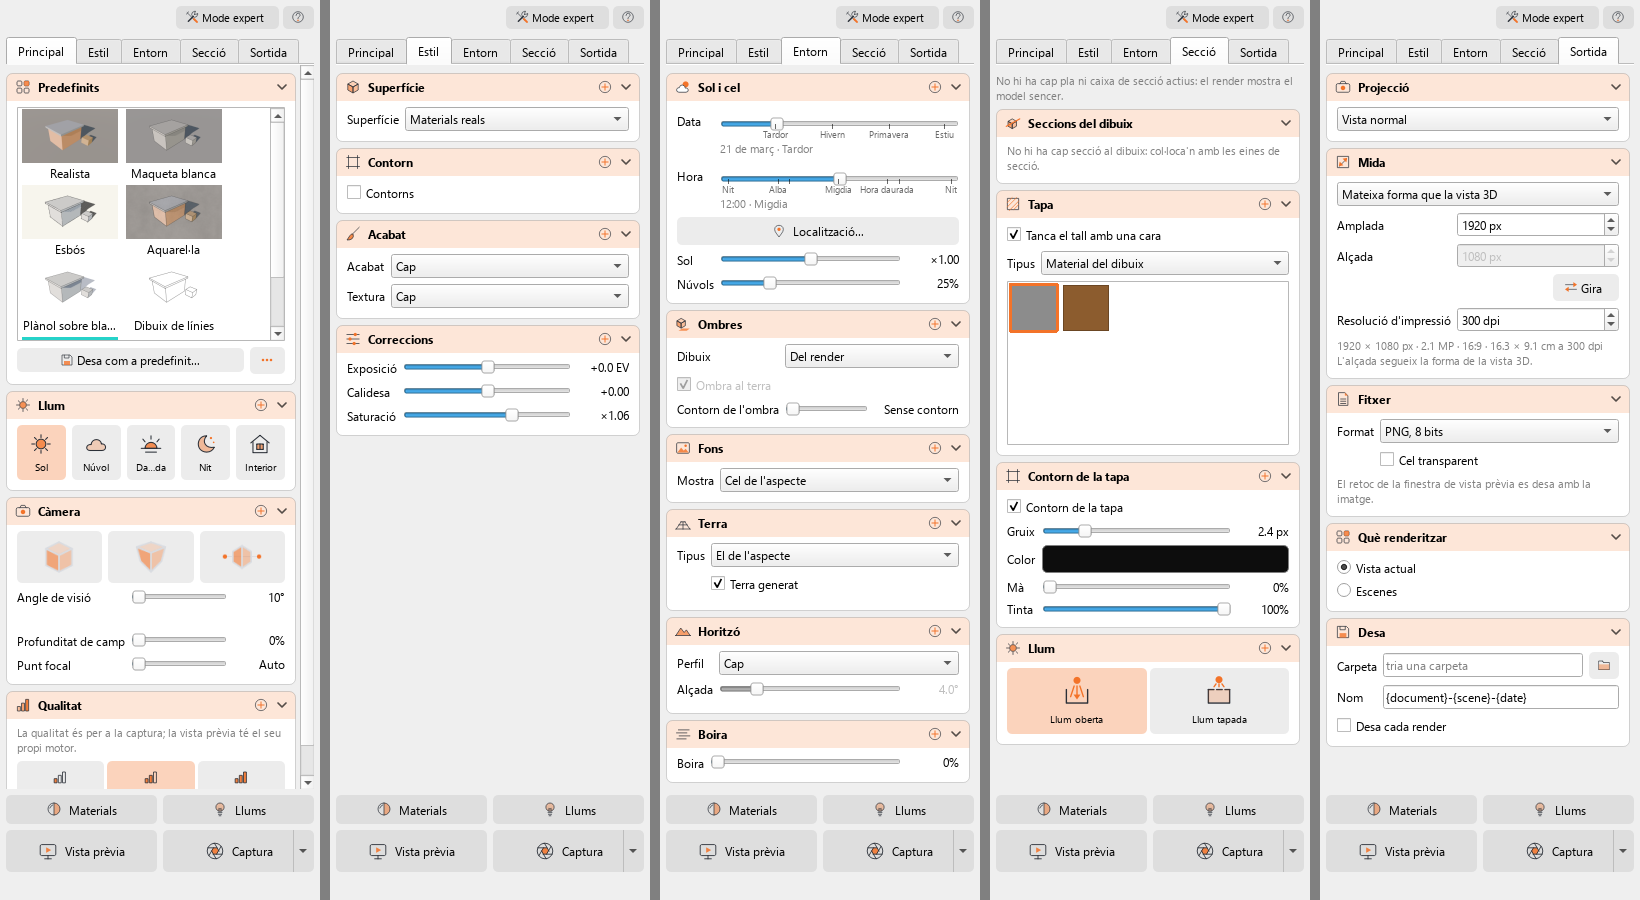 Mode expert
Principal
Estil
Entorn
Secció
Sortida
Predefinits
Realista
Maqueta blanca
Esbós
Aquarel·la
Plànol sobre bla...
Dibuix de línies
Desa com a predefinit...
Llum
Sol
Núvol
Da...da
Nit
Interior
Càmera
Angle de visió
10°
Profunditat de camp
0%
Punt focal
Auto
Qualitat
La qualitat és per a la captura; la vista prèvia té el seu
propi motor.
Materials
Llums
Vista prèvia
Captura
Mode expert
Principal
Estil
Entorn
Secció
Sortida
Superfície
Superfície
Materials reals
Contorn
Contorns
Acabat
Acabat
Cap
Textura
Cap
Correccions
Exposició
+0.0 EV
Calidesa
+0.00
Saturació
×1.06
Materials
Llums
Vista prèvia
Captura
Mode expert
Principal
Estil
Entorn
Secció
Sortida
Sol i cel
Data
Tardor
Hivern
Primavera
Estiu
21 de març · Tardor
Hora
Nit
Alba
Migdia
Hora daurada
Nit
12:00 · Migdia
Localització...
Sol
×1.00
Núvols
25%
Ombres
Dibuix
Del render
Ombra al terra
Contorn de l'ombra
Sense contorn
Fons
Mostra
Cel de l'aspecte
Terra
Tipus
El de l'aspecte
Terra generat
Horitzó
Perfil
Cap
Alçada
4.0°
Boira
Boira
0%
Materials
Llums
Vista prèvia
Captura
Mode expert
Principal
Estil
Entorn
Secció
Sortida
No hi ha cap pla ni caixa de secció actius: el render mostra el
model sencer.
Seccions del dibuix
No hi ha cap secció al dibuix: col·loca'n amb les eines de
secció.
Tapa
Tanca el tall amb una cara
Tipus
Material del dibuix
Contorn de la tapa
Contorn de la tapa
Gruix
2.4 px
Color
Mà
0%
Tinta
100%
Llum
Llum oberta
Llum tapada
Materials
Llums
Vista prèvia
Captura
Mode expert
Principal
Estil
Entorn
Secció
Sortida
Projecció
Vista normal
Mida
Mateixa forma que la vista 3D
Amplada
1920 px
Alçada
1080 px
Gira
Resolució d'impressió
300 dpi
1920 × 1080 px · 2.1 MP · 16:9 · 16.3 × 9.1 cm a 300 dpi
L'alçada segueix la forma de la vista 3D.
Fitxer
Format
PNG, 8 bits
Cel transparent
El retoc de la finestra de vista prèvia es desa amb la
imatge.
Què renderitzar
Vista actual
Escenes
Desa
Carpeta
tria una carpeta
Nom
{document}-{scene}-{date}
Desa cada render
Materials
Llums
Vista prèvia
Captura